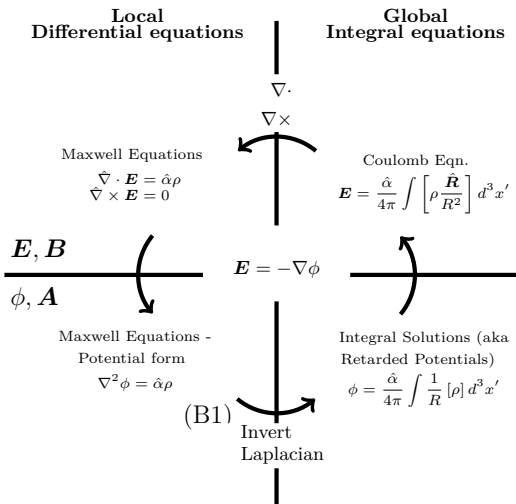 Local
Differential equations
Global
Integral equations
∇·
∇×
Maxwell Equations
∇̂ · E = α̂ρ
∇̂ × E = 0
Coulomb Eqn.
E = α̂/4π ∫ [ρ R̂/R²] d³x′
E, B
E = −∇ϕ
ϕ, A
Maxwell Equations -
Potential form
∇²ϕ = α̂ρ
Integral Solutions (aka
Retarded Potentials)
ϕ = α̂/4π ∫ 1/R [ρ] d³x′
(B1)
Invert
Laplacian